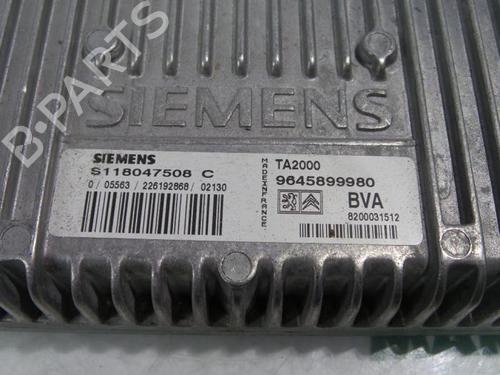 B-PARTS
SIEMENS
SIEMENS
S118047508 C
0 / 05563 / 226192868 / 02130
MADE IN FRANCE
TA2000
9645899980
BVA
8200031512